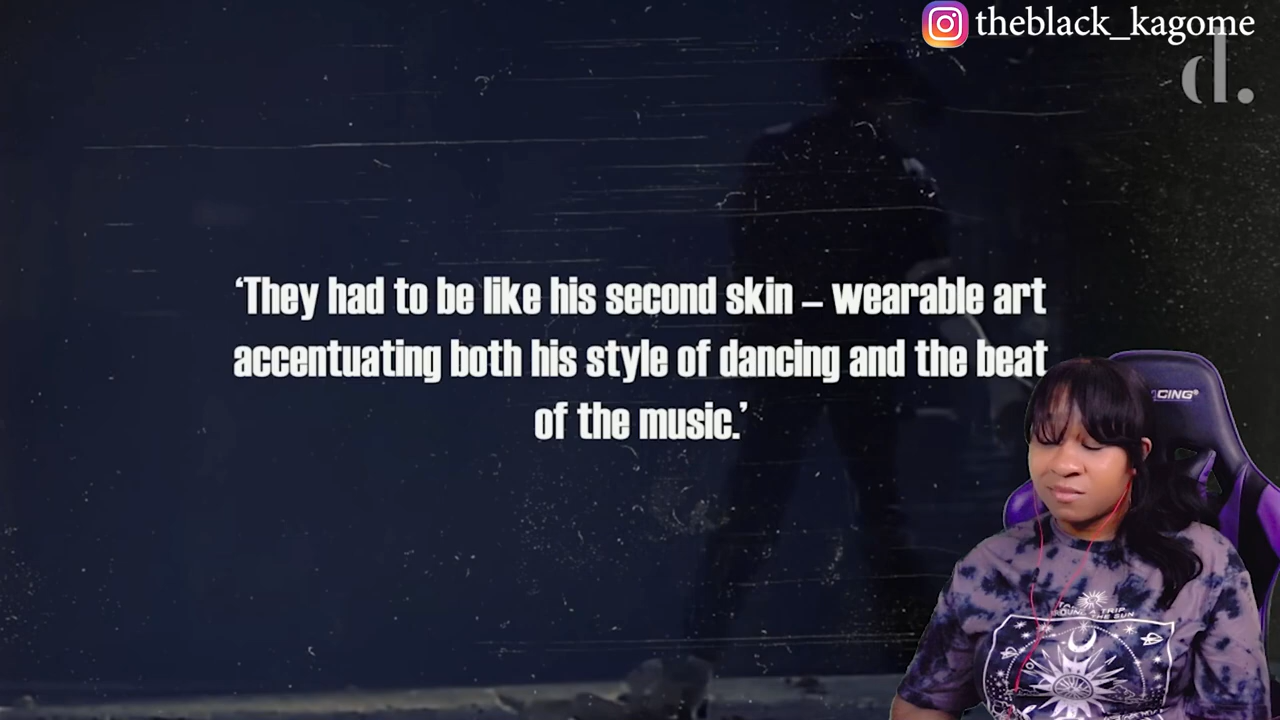 theblack_kagome
d.
‘They had to be like his second skin – wearable art
accentuating both his style of dancing and the beat
of the music.’
CING®